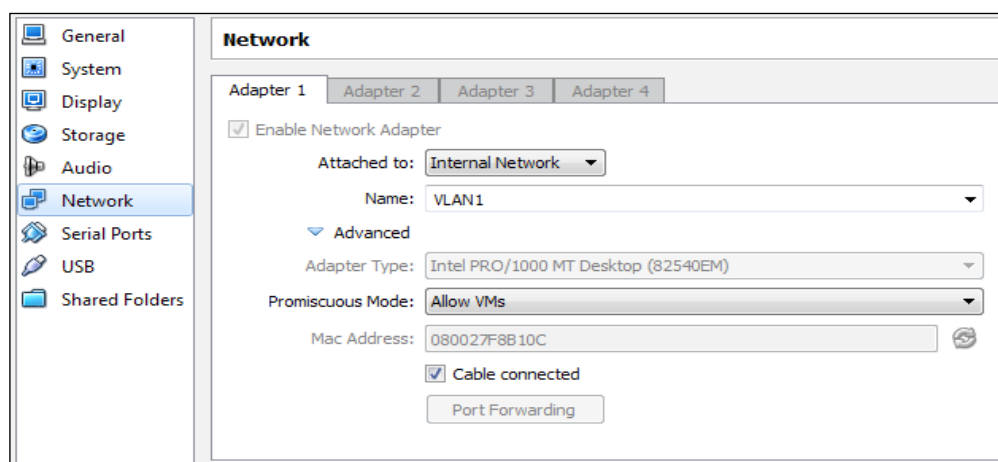 General
System
Display
Storage
Audio
Network
Serial Ports
USB
Shared Folders
Network
Adapter 1 Adapter 2 Adapter 3 Adapter 4
Enable Network Adapter
Attached to: Internal Network
Name: VLAN1
Advanced
Adapter Type: Intel PRO/1000 MT Desktop (82540EM)
Promiscuous Mode: Allow VMs
Mac Address: 080027F8B10C
Cable connected
Port Forwarding